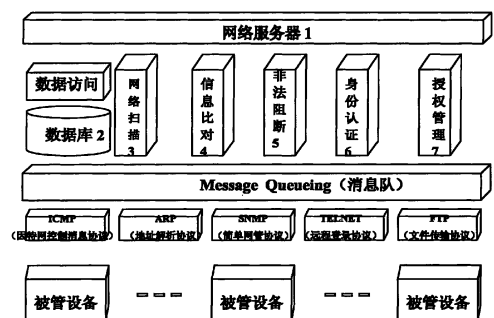 网络服务器 1
数据访问
数据库 2
网络扫描 3
信息比对 4
非法阻断 5
身份认证 6
授权管理 7
Message Queueing（消息队）
ICMP
（因特网控制消息协议）
ARP
（地址解析协议）
SNMP
（简单网管协议）
TELNET
（远程登录协议）
FTP
（文件传输协议）
被管设备
被管设备
被管设备